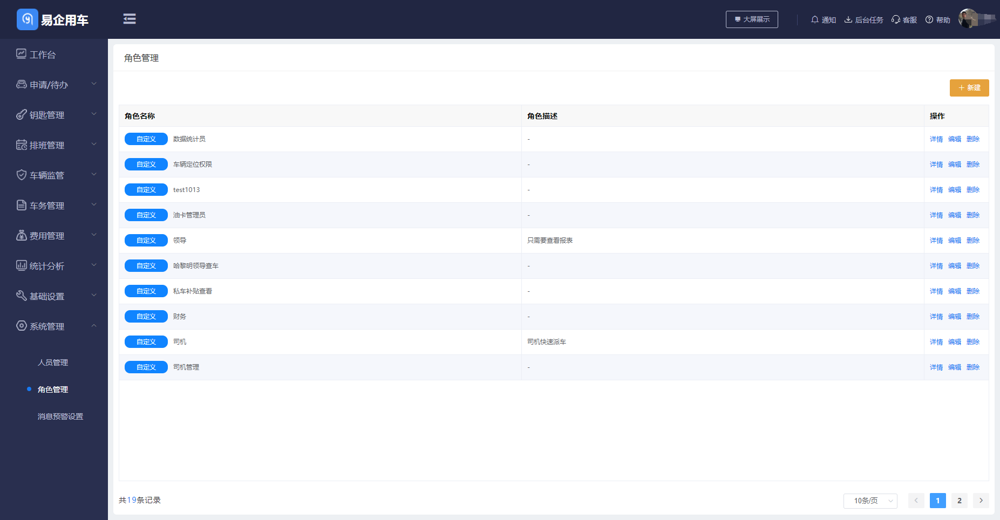 易企用车
大屏展示
通知
后台任务
客服
帮助
工作台
申请/待办
钥匙管理
排班管理
车辆监管
车务管理
费用管理
统计分析
基础设置
系统管理
人员管理
角色管理
消息预警设置
角色管理
+ 新建
角色名称 角色描述 操作
自定义 数据统计员 - 详情 编辑 删除
自定义 车辆定位权限 - 详情 编辑 删除
自定义 test1013 - 详情 编辑 删除
自定义 油卡管理员 - 详情 编辑 删除
自定义 领导 只需要查看报表 详情 编辑 删除
自定义 哈黎明领导查车 - 详情 编辑 删除
自定义 私车补贴查看 - 详情 编辑 删除
自定义 财务 - 详情 编辑 删除
自定义 司机 司机快速派车 详情 编辑 删除
自定义 司机管理 - 详情 编辑 删除
共19条记录
10条/页 < 1 2 >